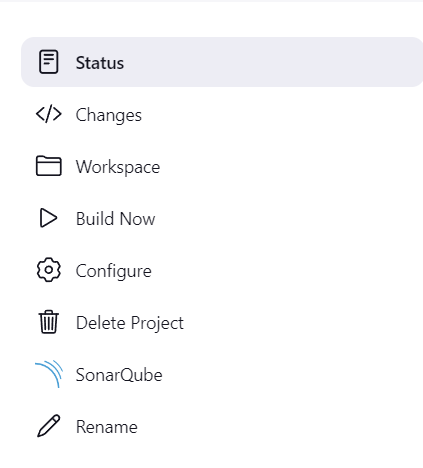 Status
Changes
Workspace
Build Now
Configure
Delete Project
SonarQube
Rename